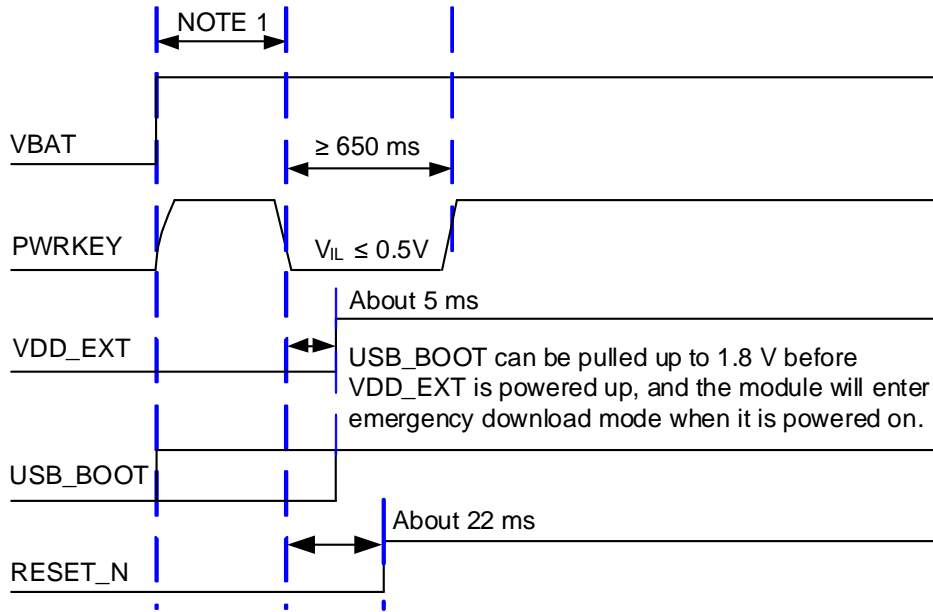 NOTE 1
VBAT
≥ 650 ms
PWRKEY
VIL ≤ 0.5V
About 5 ms
VDD_EXT
USB_BOOT can be pulled up to 1.8 V before
VDD_EXT is powered up, and the module will enter
emergency download mode when it is powered on.
USB_BOOT
About 22 ms
RESET_N